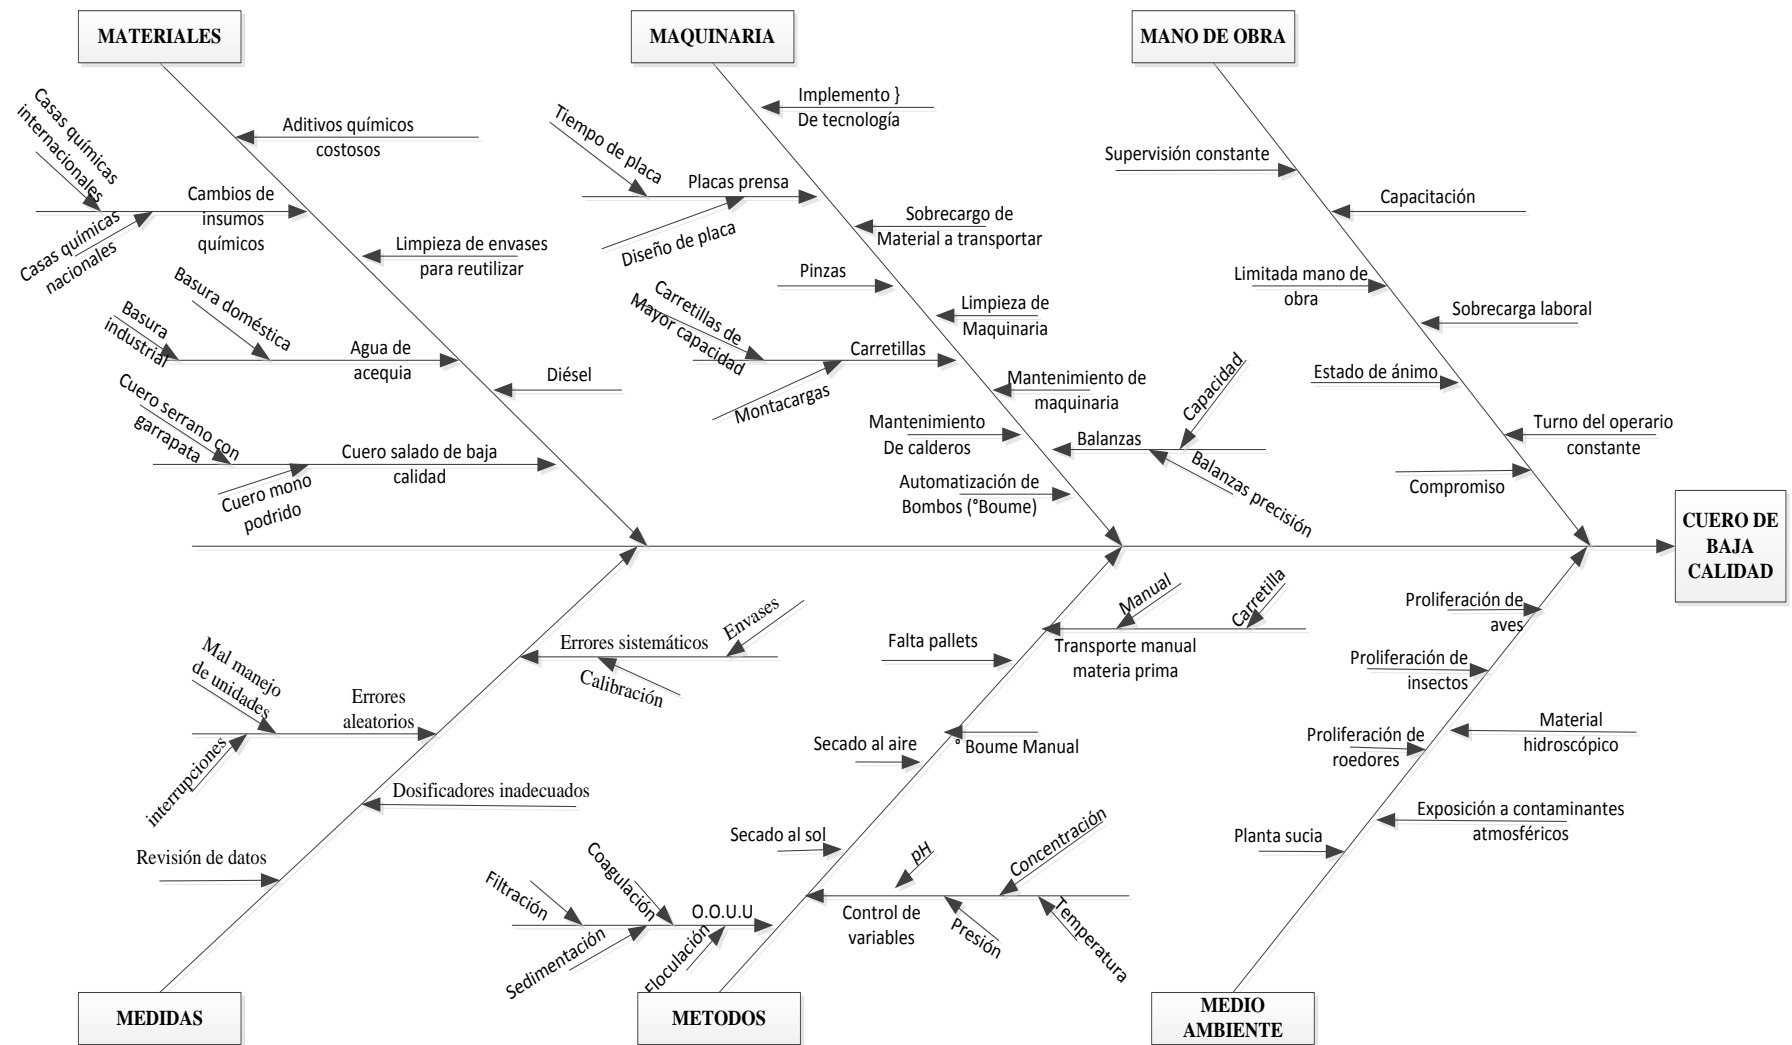 MATERIALES
MAQUINARIA
MANO DE OBRA
Casas químicas
internacionales
Aditivos químicos
costosos
Cambios de
insumos
químicos
Casas químicas
nacionales
Limpieza de envases
para reutilizar
Basura doméstica
Basura
industrial
Agua de
acequia
Diésel
Cuero serrano con
garrapata
Cuero salado de baja
calidad
Cuero mono
podrido
Implemento }
De tecnología
Tiempo de placa
Placas prensa
Diseño de placa
Sobrecargo de
Material a transportar
Pinzas
Carretillas de
Mayor capacidad
Limpieza de
Maquinaria
Carretillas
Montacargas
Mantenimiento de
maquinaria
Mantenimiento
De calderos
Capacidad
Balanzas
Balanzas precisión
Automatización de
Bombos (°Boume)
Supervisión constante
Capacitación
Limitada mano de
obra
Sobrecarga laboral
Estado de ánimo
Turno del operario
constante
Compromiso
CUERO DE
BAJA
CALIDAD
Errores sistemáticos
Envases
Calibración
Mal manejo
de unidades
Errores
aleatorios
interrupciones
Dosificadores inadecuados
Revisión de datos
Manual
Carretilla
Transporte manual
materia prima
Falta pallets
° Boume Manual
Secado al aire
Secado al sol
pH
Concentración
Control de
variables
Presión
Temperatura
Coagulación
Filtración
O.O.U.U
Sedimentación
Floculación
Proliferación de
aves
Proliferación de
insectos
Material
hidroscópico
Proliferación de
roedores
Exposición a contaminantes
atmosféricos
Planta sucia
MEDIDAS
METODOS
MEDIO
AMBIENTE